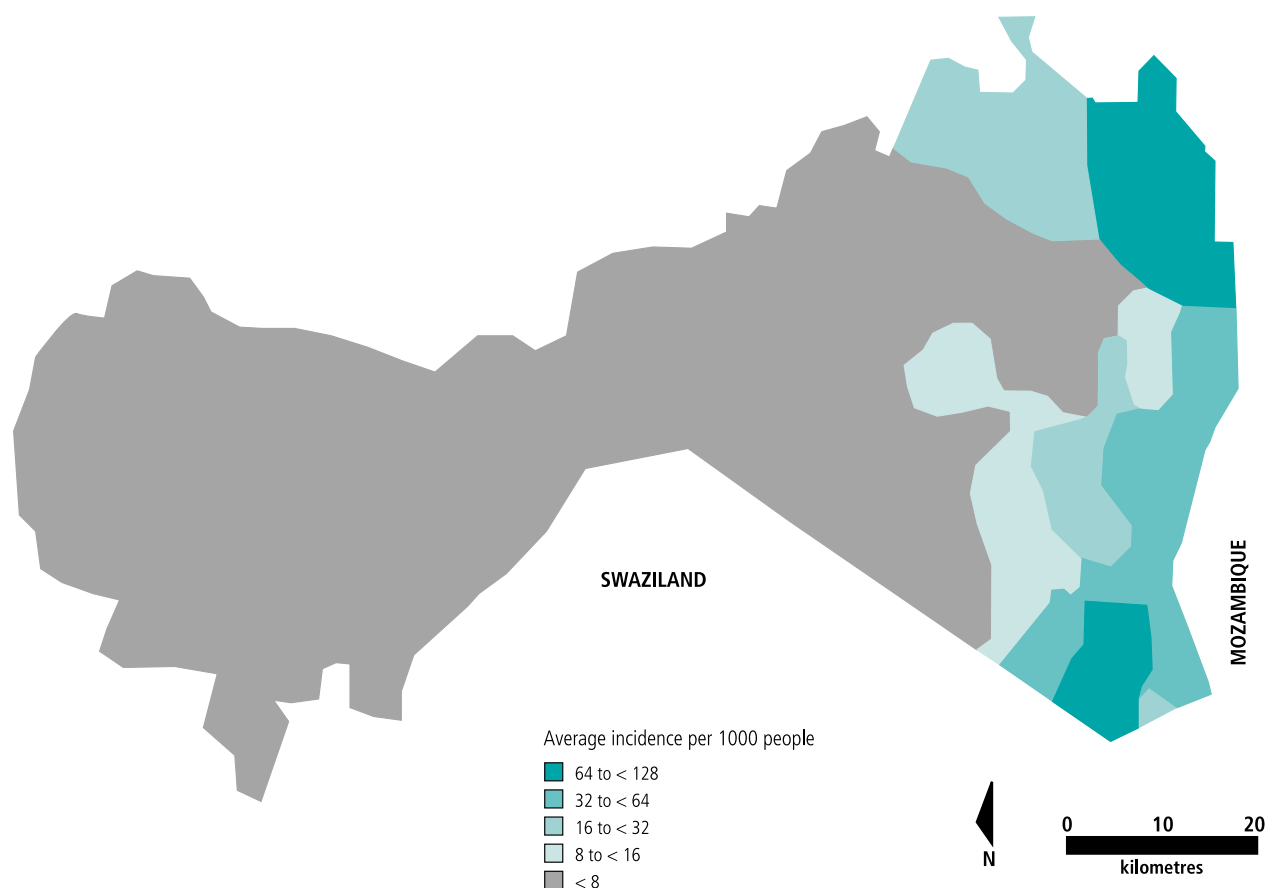 SWAZILAND
MOZAMBIQUE
Average incidence per 1000 people
64 to < 128
32 to < 64
16 to < 32
8 to < 16
< 8
N
0 10 20
kilometres